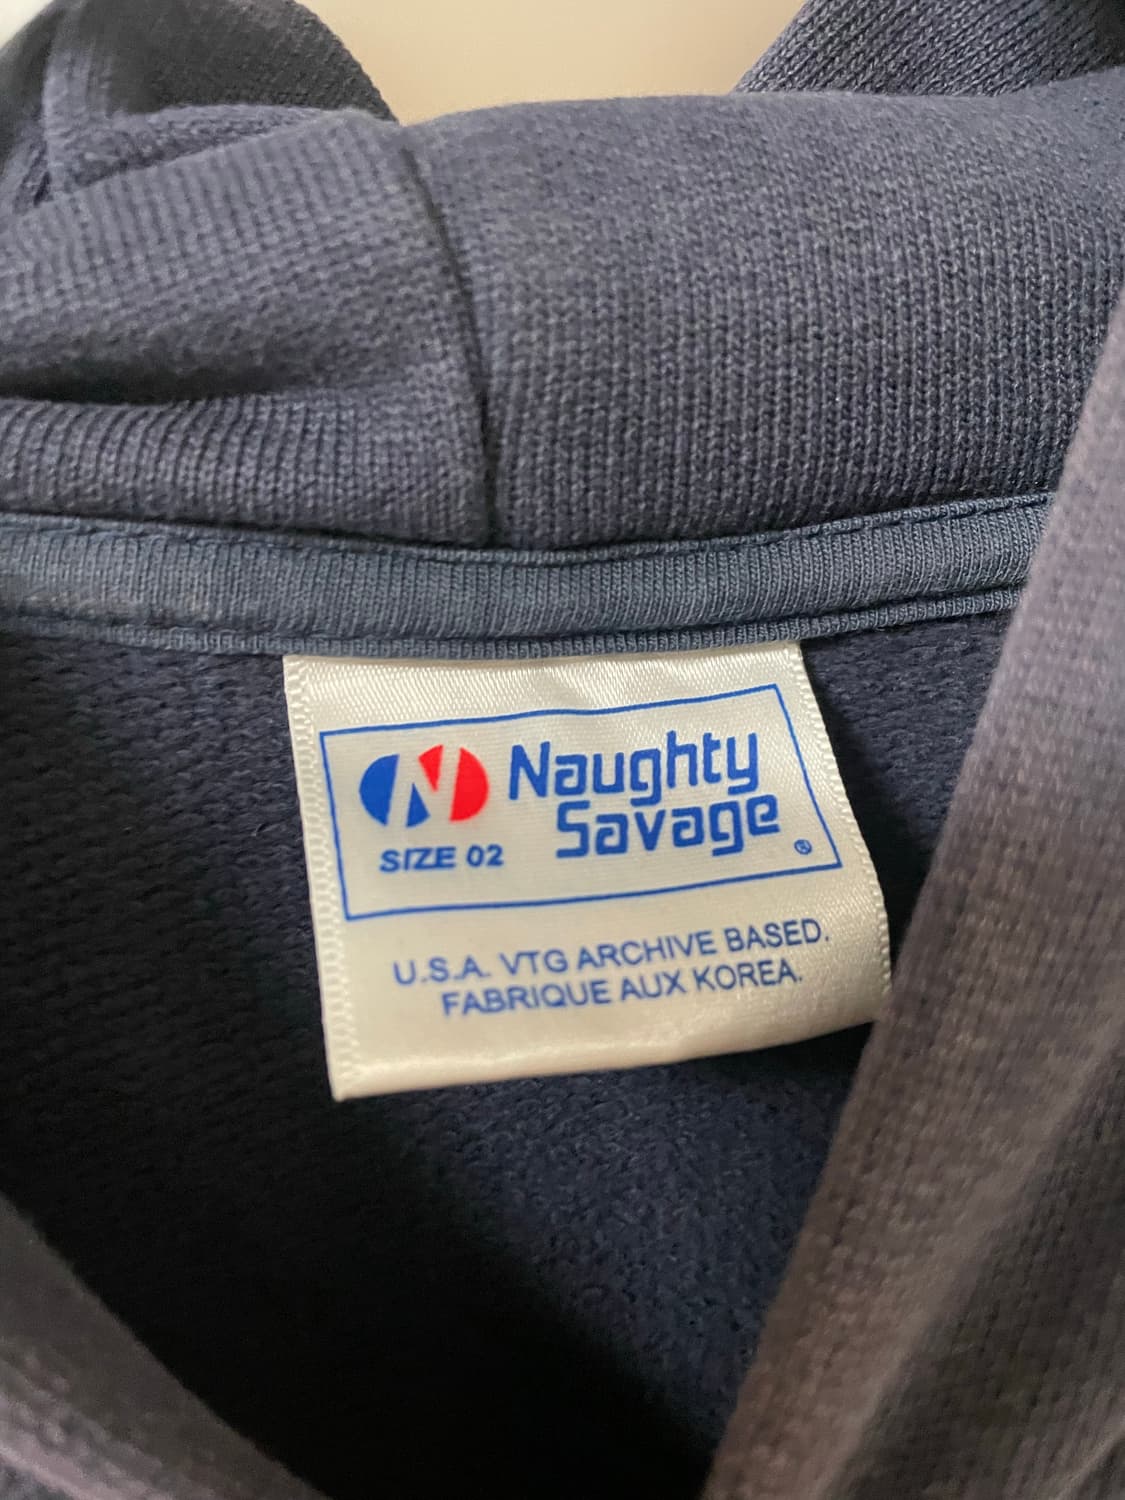 N Naughty
Savage ®
SIZE 02
U.S.A. VTG ARCHIVE BASED.
FABRIQUE AUX KOREA.